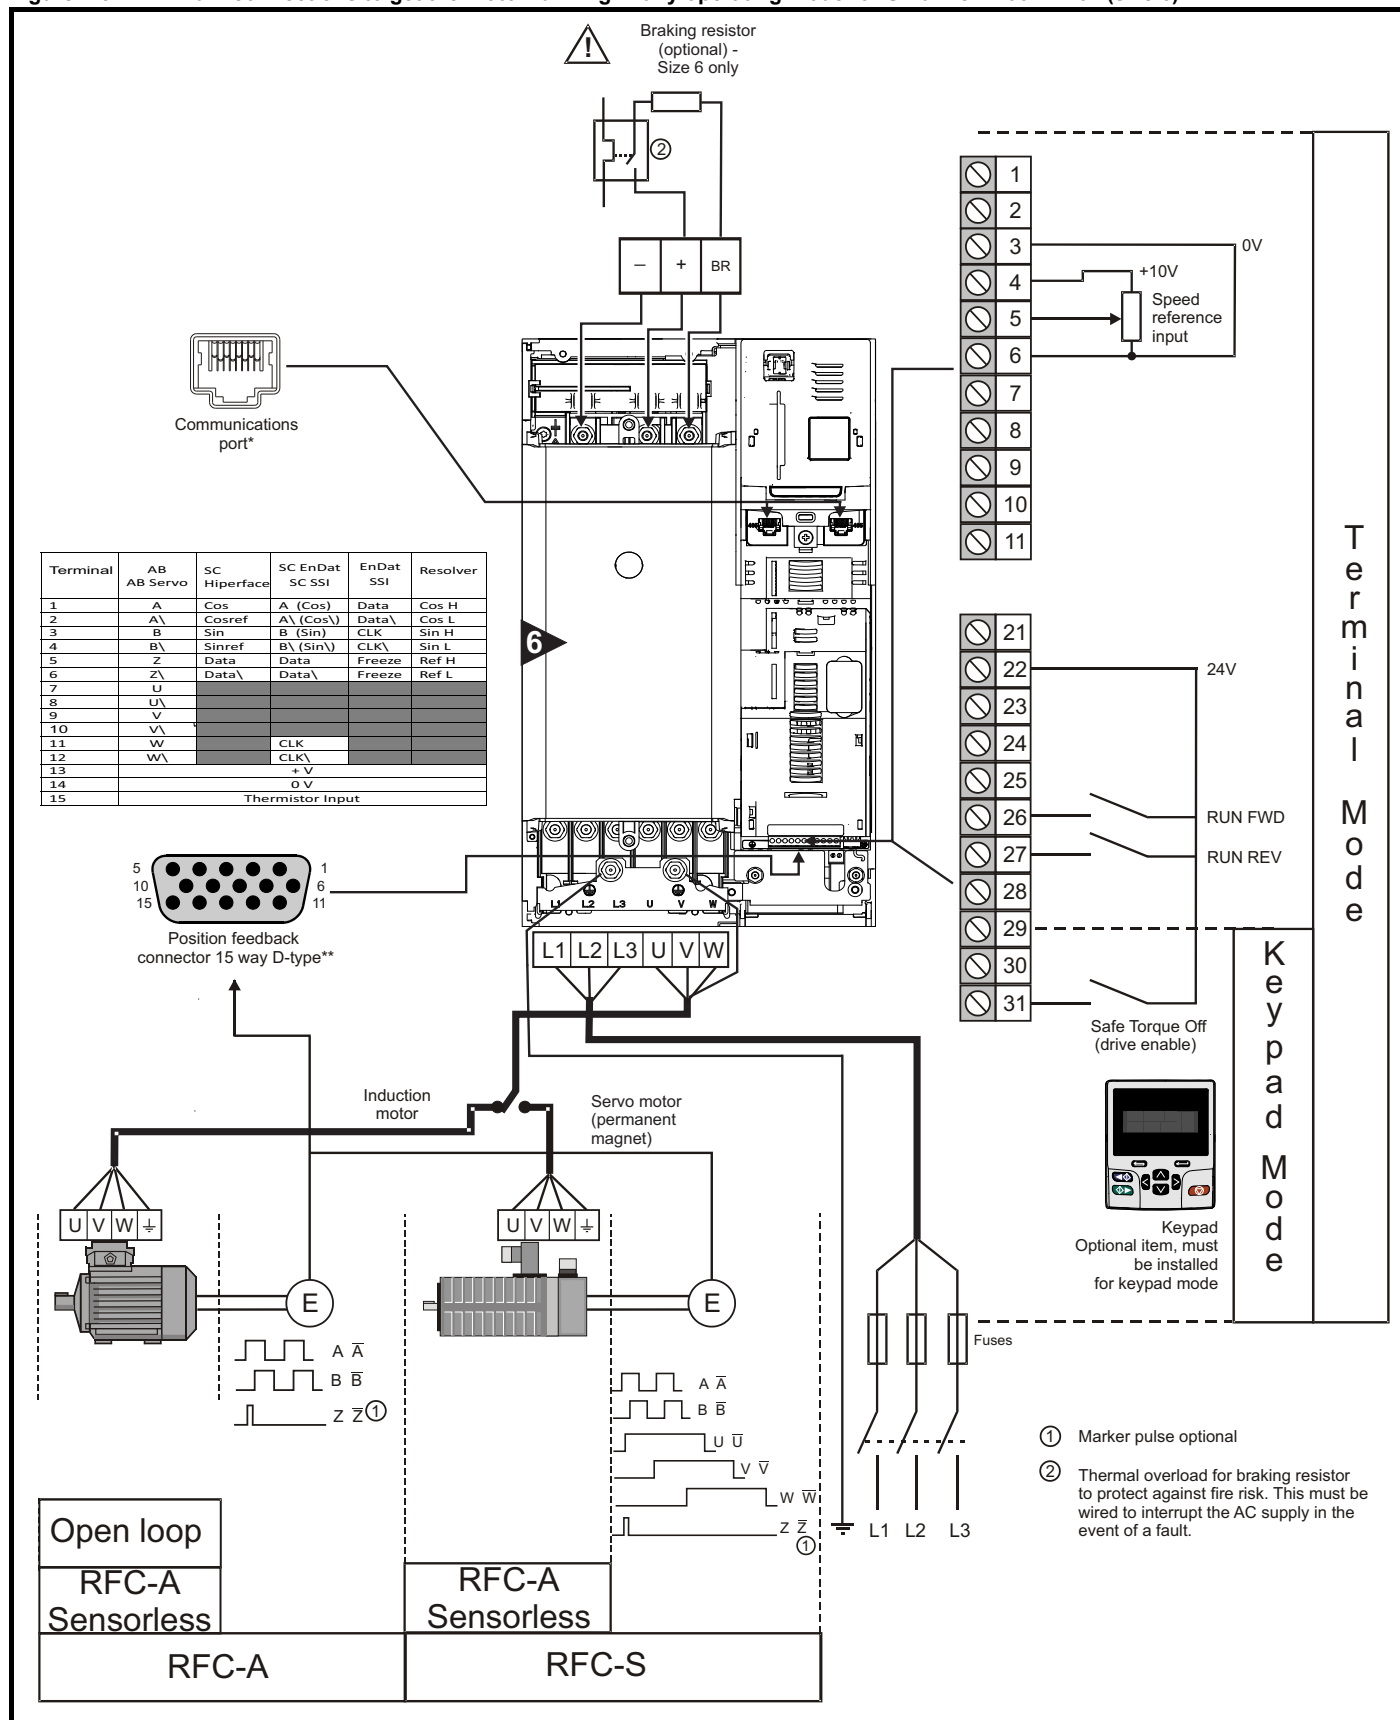 Braking resistor
(optional) -
Size 6 only
2
– + BR
Communications
port*
1
2
3
4
5
6
7
8
9
10
11
0V
+10V
Speed
reference
input
Terminal Mode
Terminal AB AB Servo SC Hiperface SC EnDat SC SSI EnDat SSI Resolver
1 A Cos A (Cos) Data Cos H
2 A\ Cosref A\ (Cos\) Data\ Cos L
3 B Sin B (Sin) CLK Sin H
4 B\ Sinref B\ (Sin\) CLK\ Sin L
5 Z Data Data Freeze Ref H
6 Z\ Data\ Data\ Freeze Ref L
7 U
8 U\
9 V
10 V\
11 W CLK
12 W\ CLK\
13 + V
14 0 V
15 Thermistor Input
6
21
22
23
24
25
26
27
28
29
30
31
24V
RUN FWD
RUN REV
Safe Torque Off
(drive enable)
Keypad Mode
5 1
10 6
15 11
Position feedback
connector 15 way D-type**
L1 L2 L3 U V W
L1 L2 L3 U V W
Induction
motor
Servo motor
(permanent
magnet)
Keypad
Optional item, must
be installed
for keypad mode
U V W
U V W
E
E
Fuses
A A̅
B B̅
Z Z̅ 1
A A̅
B B̅
U U̅
V V̅
W W̅
Z Z̅
1
L1 L2 L3
1 Marker pulse optional
2 Thermal overload for braking resistor
to protect against fire risk. This must be
wired to interrupt the AC supply in the
event of a fault.
Open loop
RFC-A
Sensorless
RFC-A
RFC-A
Sensorless
RFC-S